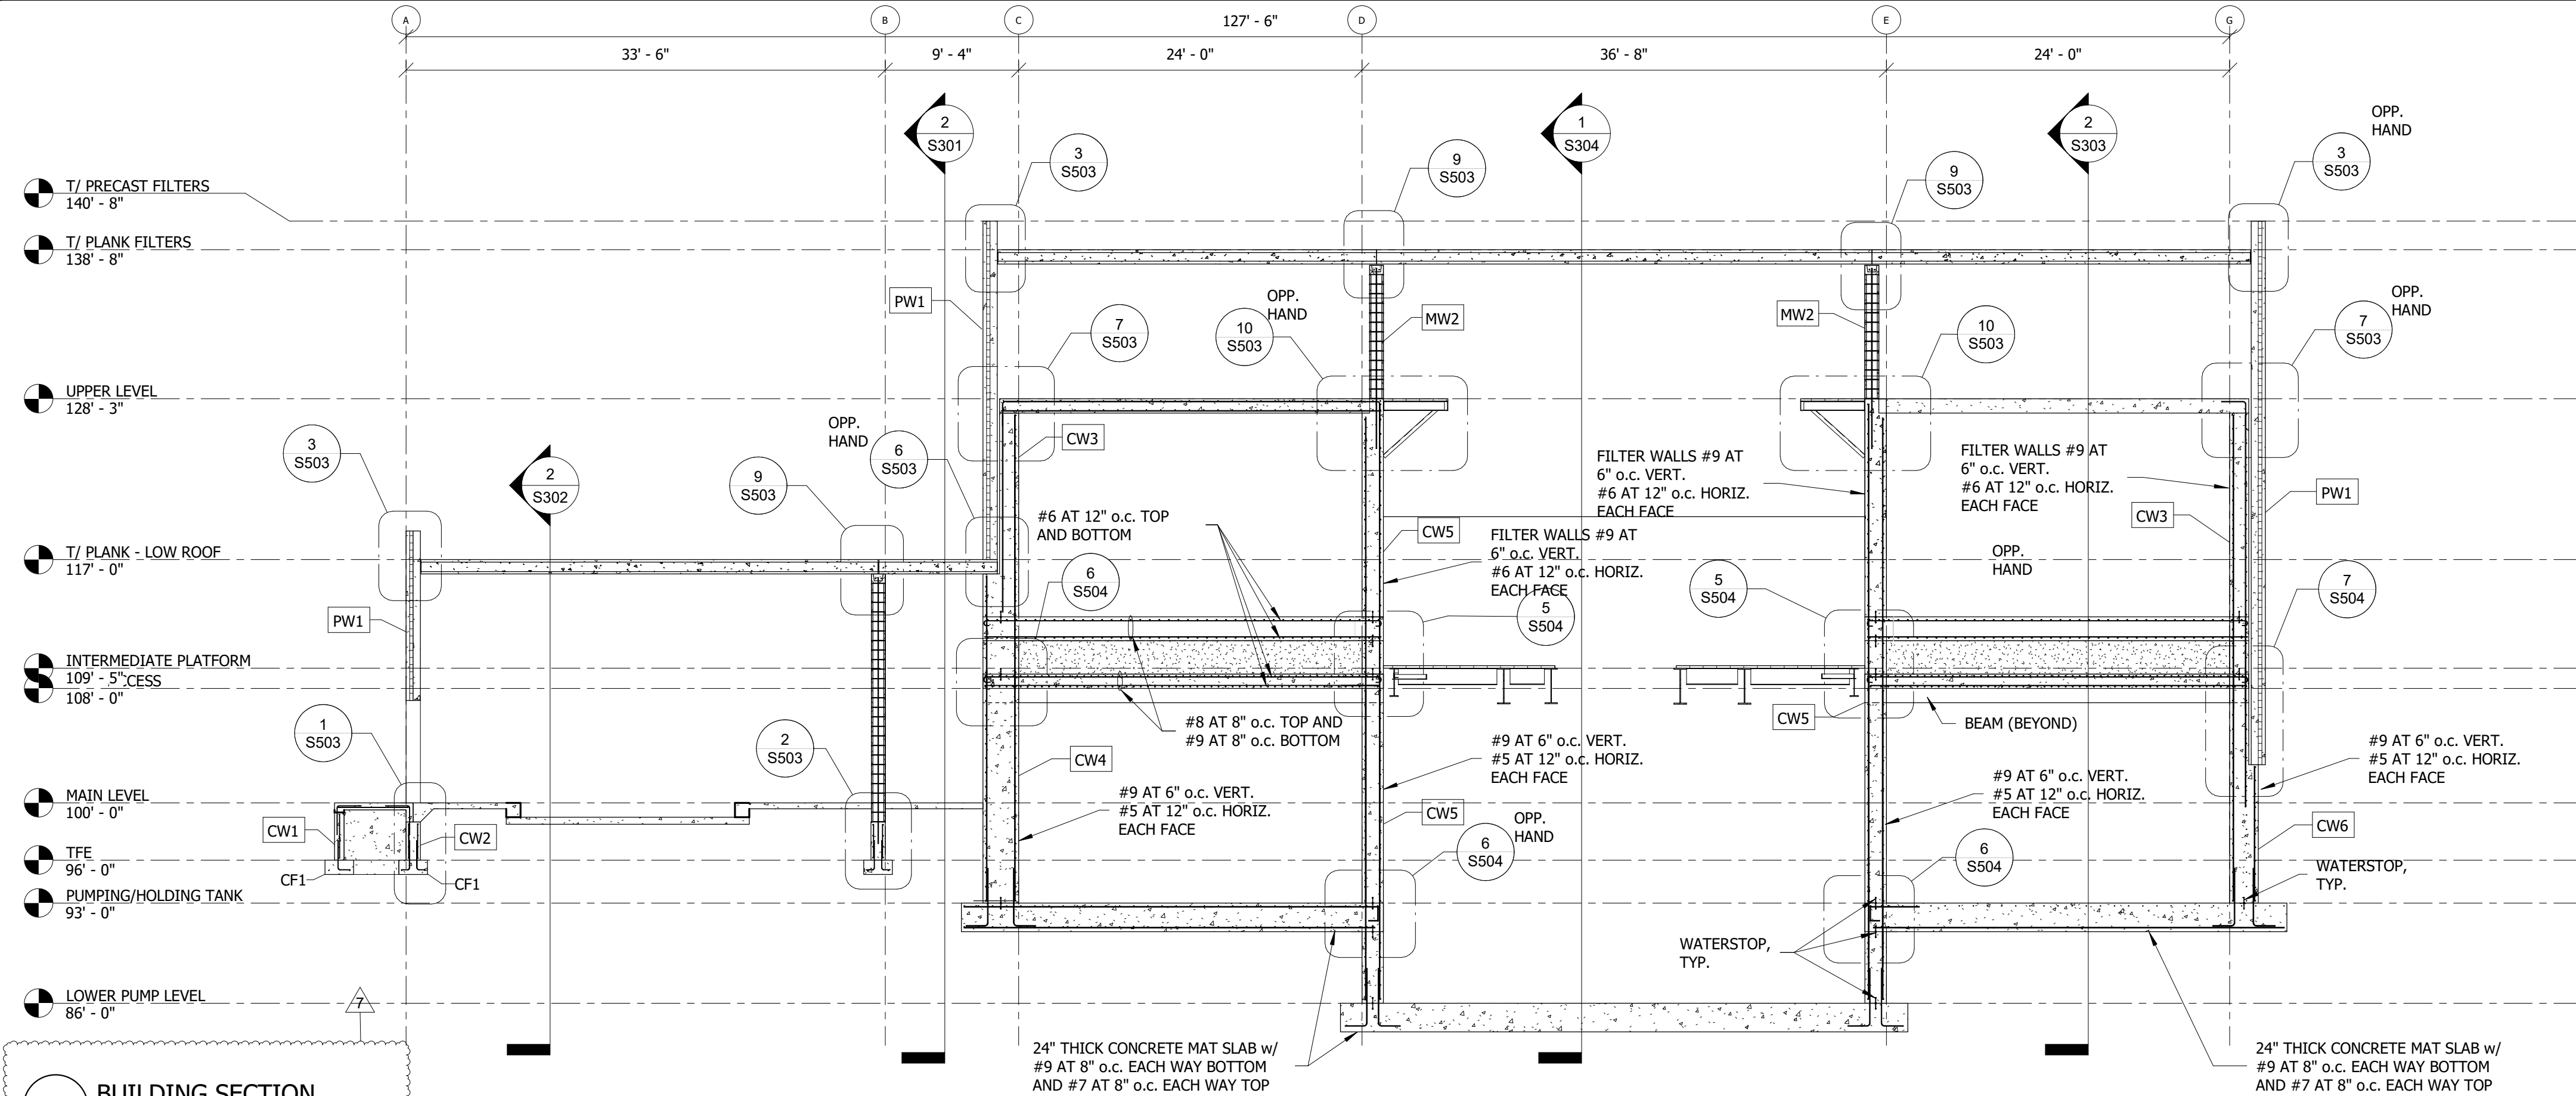 A
B
C
127' - 6"
D
E
G
33' - 6"
9' - 4"
24' - 0"
36' - 8"
24' - 0"
2
S301
3
S503
9
S503
1
S304
9
S503
2
S303
OPP.
HAND
3
S503
T/ PRECAST FILTERS
140' - 8"
T/ PLANK FILTERS
138' - 8"
PW1
7
S503
OPP.
HAND
10
S503
MW2
MW2
10
S503
OPP.
HAND
7
S503
UPPER LEVEL
128' - 3"
3
S503
2
S302
9
S503
OPP.
HAND
6
S503
CW3
FILTER WALLS #9 AT
6" o.c. VERT.
#6 AT 12" o.c. HORIZ.
EACH FACE
FILTER WALLS #9 AT
6" o.c. VERT.
#6 AT 12" o.c. HORIZ.
EACH FACE
PW1
CW3
#6 AT 12" o.c. TOP
AND BOTTOM
CW5
FILTER WALLS #9 AT
6" o.c. VERT.
#6 AT 12" o.c. HORIZ.
EACH FACE
OPP.
HAND
T/ PLANK - LOW ROOF
117' - 0"
6
S504
5
S504
5
S504
7
S504
PW1
INTERMEDIATE PLATFORM
109' - 5"
CESS
108' - 0"
1
S503
2
S503
#8 AT 8" o.c. TOP AND
#9 AT 8" o.c. BOTTOM
CW5
BEAM (BEYOND)
CW4
#9 AT 6" o.c. VERT.
#5 AT 12" o.c. HORIZ.
EACH FACE
#9 AT 6" o.c. VERT.
#5 AT 12" o.c. HORIZ.
EACH FACE
#9 AT 6" o.c. VERT.
#5 AT 12" o.c. HORIZ.
EACH FACE
#9 AT 6" o.c. VERT.
#5 AT 12" o.c. HORIZ.
EACH FACE
MAIN LEVEL
100' - 0"
CW1
CW2
CW5
OPP.
HAND
6
S504
6
S504
CW6
TFE
96' - 0"
CF1
CF1
WATERSTOP,
TYP.
PUMPING/HOLDING TANK
93' - 0"
WATERSTOP,
TYP.
LOWER PUMP LEVEL
86' - 0"
7
24" THICK CONCRETE MAT SLAB w/
#9 AT 8" o.c. EACH WAY BOTTOM
AND #7 AT 8" o.c. EACH WAY TOP
24" THICK CONCRETE MAT SLAB w/
#9 AT 8" o.c. EACH WAY BOTTOM
AND #7 AT 8" o.c. EACH WAY TOP
BUILDING SECTION